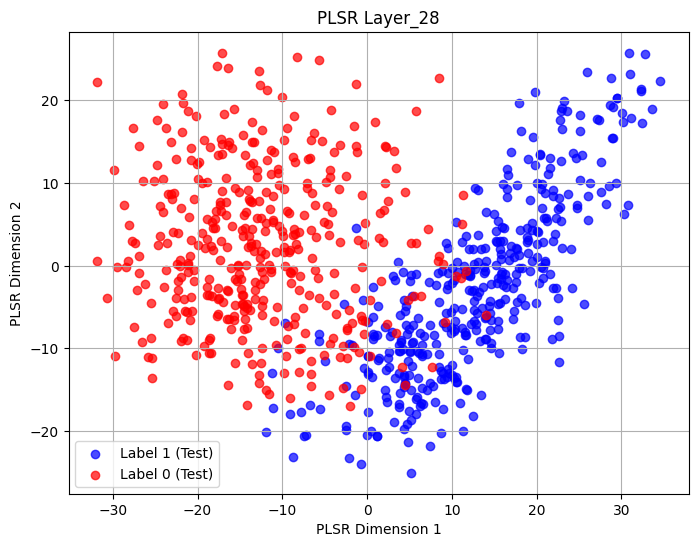 PLSR Layer_28
PLSR Dimension 2
20
10
0
−10
−20
Label 1 (Test)
Label 0 (Test)
−30 −20 −10 0 10 20 30
PLSR Dimension 1